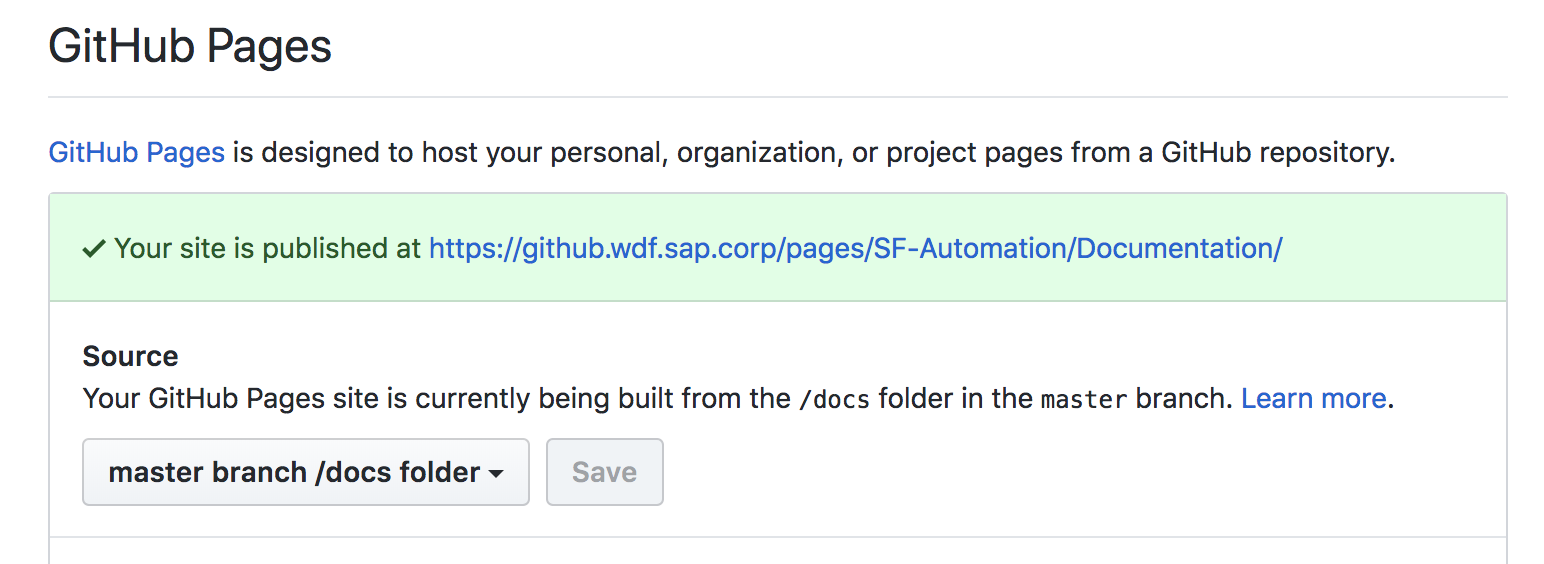 GitHub Pages
GitHub Pages is designed to host your personal, organization, or project pages from a GitHub repository.
✓ Your site is published at https://github.wdf.sap.corp/pages/SF-Automation/Documentation/
Source
Your GitHub Pages site is currently being built from the /docs folder in the master branch. Learn more.
master branch /docs folder
Save